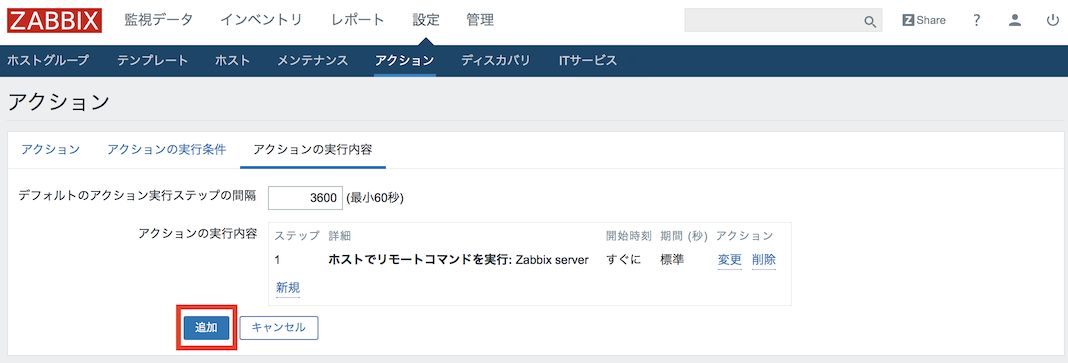 ZABBIX 監視データ インベントリ レポート 設定 管理 Z Share ?
ホストグループ テンプレート ホスト メンテナンス アクション ディスカバリ ITサービス
アクション
アクション アクションの実行条件 アクションの実行内容
デフォルトのアクション実行ステップの間隔 3600 (最小60秒)
アクションの実行内容 ステップ 詳細 開始時刻 期間 (秒) アクション
1 ホストでリモートコマンドを実行: Zabbix server すぐに 標準 変更 削除
新規
追加 キャンセル